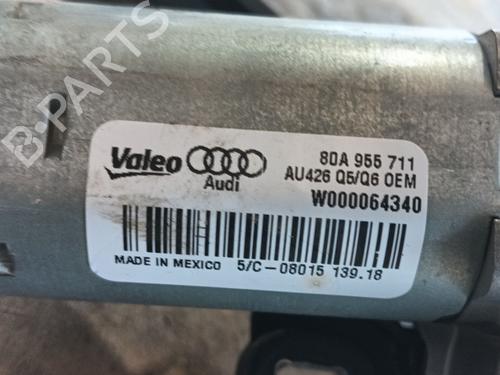 B-PARTS
Valeo
Audi
80A 955 711
AU426 Q5/Q6 OEM
W000064340
MADE IN MEXICO 5/C-08015 139.18